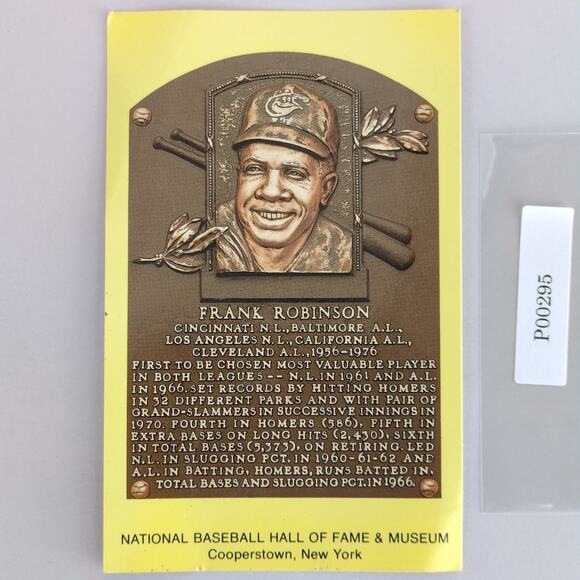 FRANK ROBINSON
CINCINNATI N.L., BALTIMORE A.L.,
LOS ANGELES N.L., CALIFORNIA A.L.,
CLEVELAND A.L., 1956-1976
FIRST TO BE CHOSEN MOST VALUABLE PLAYER
IN BOTH LEAGUES -- N.L. IN 1961 AND A.L.
IN 1966. SET RECORDS BY HITTING HOMERS
IN 32 DIFFERENT PARKS AND WITH PAIR OF
GRAND-SLAMMERS IN SUCCESSIVE INNINGS IN
1970. FOURTH IN HOMERS (586), FIFTH IN
EXTRA BASES ON LONG HITS (2,430), SIXTH
IN TOTAL BASES (5,373), ON RETIRING. LED
N.L. IN SLUGGING PCT. IN 1960-61-62 AND
A.L. IN BATTING, HOMERS, RUNS BATTED IN,
TOTAL BASES AND SLUGGING PCT. IN 1966.
NATIONAL BASEBALL HALL OF FAME & MUSEUM
Cooperstown, New York
P00295